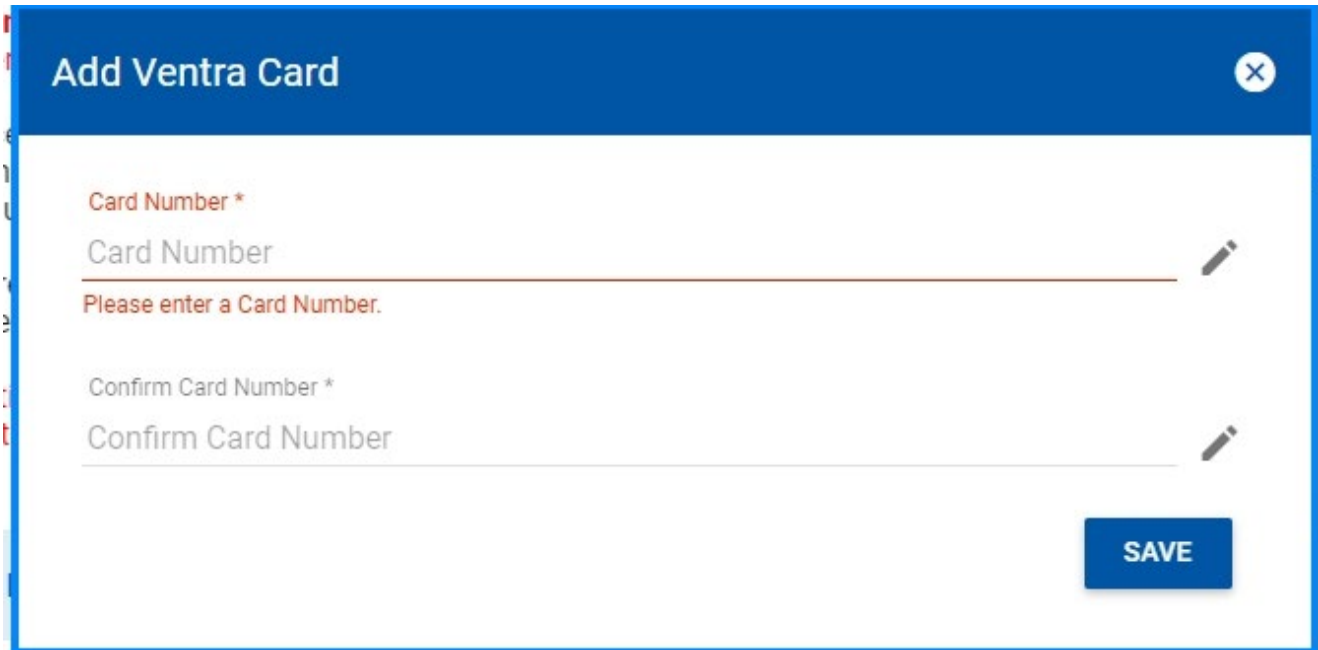 Add Ventra Card
Card Number *
Card Number
Please enter a Card Number.
Confirm Card Number *
Confirm Card Number
SAVE